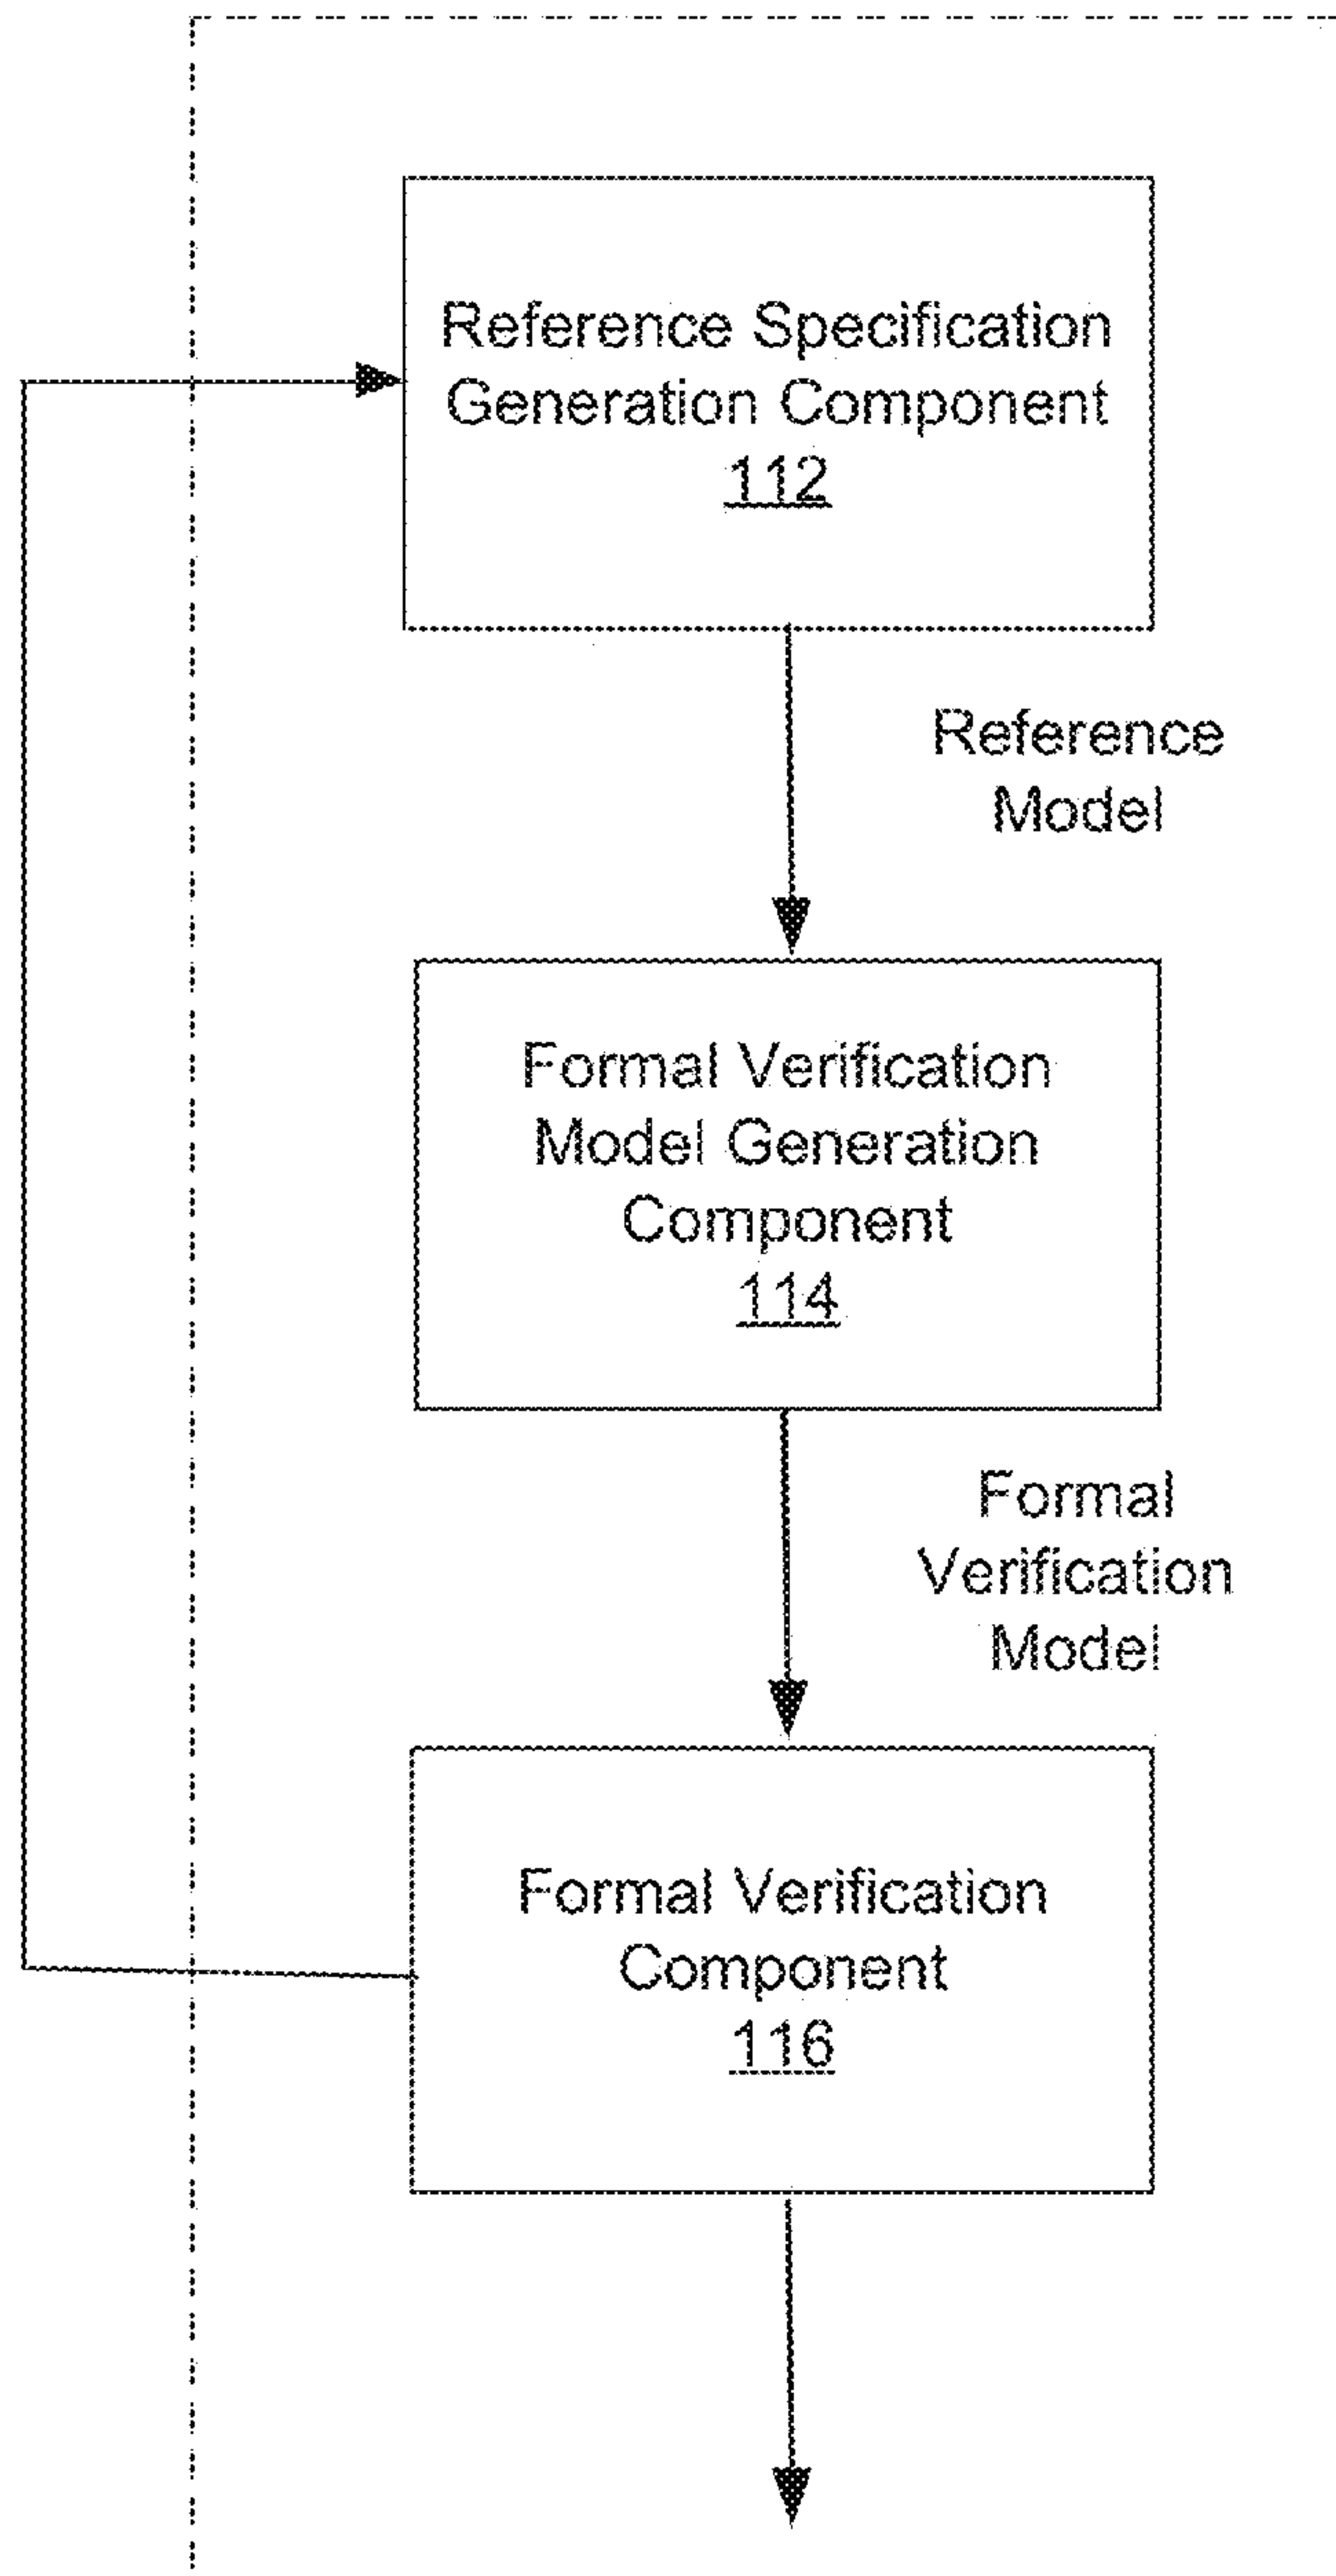 Reference Specification
Generation Component
112
Reference
Model
Formal Verification
Model Generation
Component
114
Formal
Verification
Model
Formal Verification
Component
116